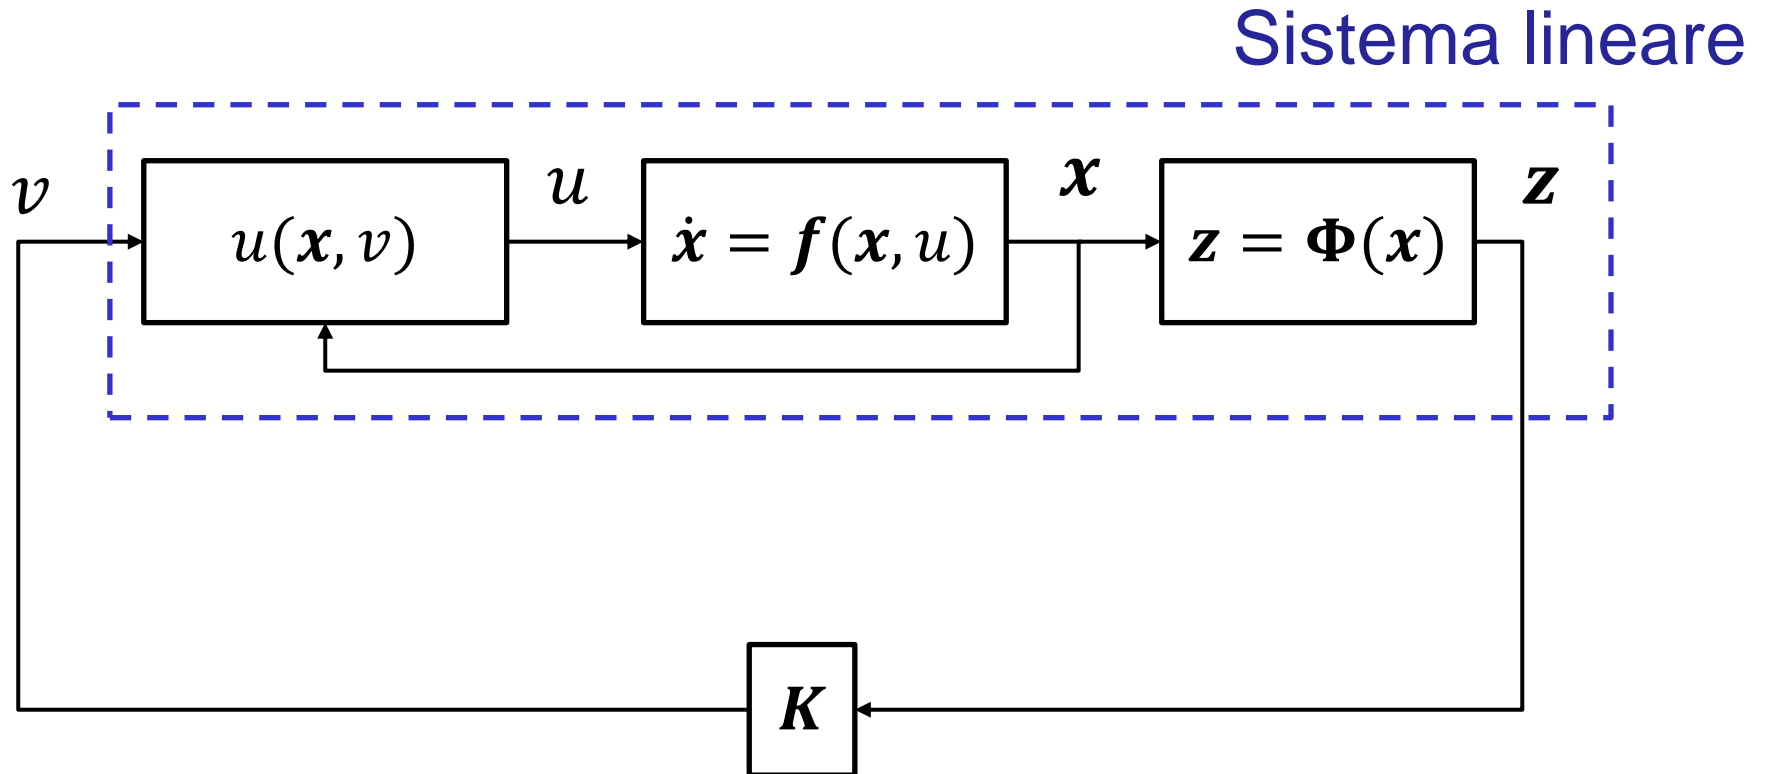 Sistema lineare
v
u
x
z
u(x, v)
ẋ = f(x, u)
z = Φ(x)
K